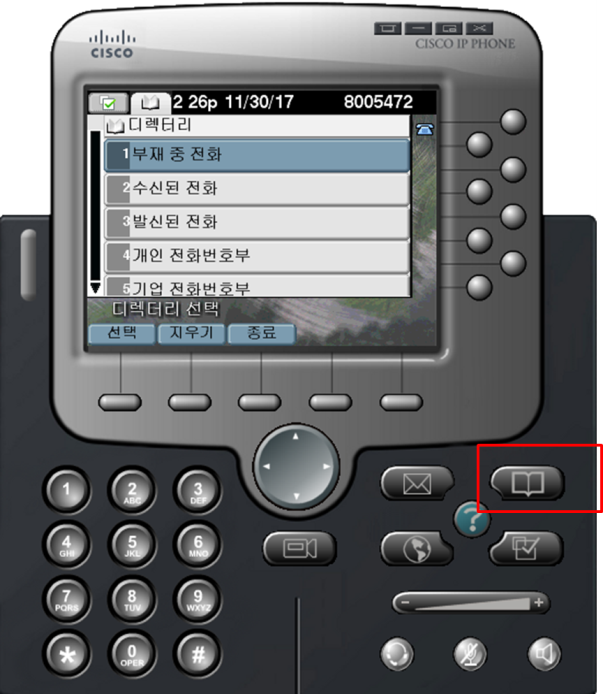 CISCO
CISCO IP PHONE
2 26p 11/30/17 8005472
디렉터리
1 부재 중 전화
2 수신된 전화
3 발신된 전화
4 개인 전화번호부
5 기업 전화번호부
디렉터리 선택
선택 지우기 종료
1 2 ABC 3 DEF
?
4 GHI 5 JKL 6 MNO
7 PQRS 8 TUV 9 WXYZ
- +
* 0 OPER #